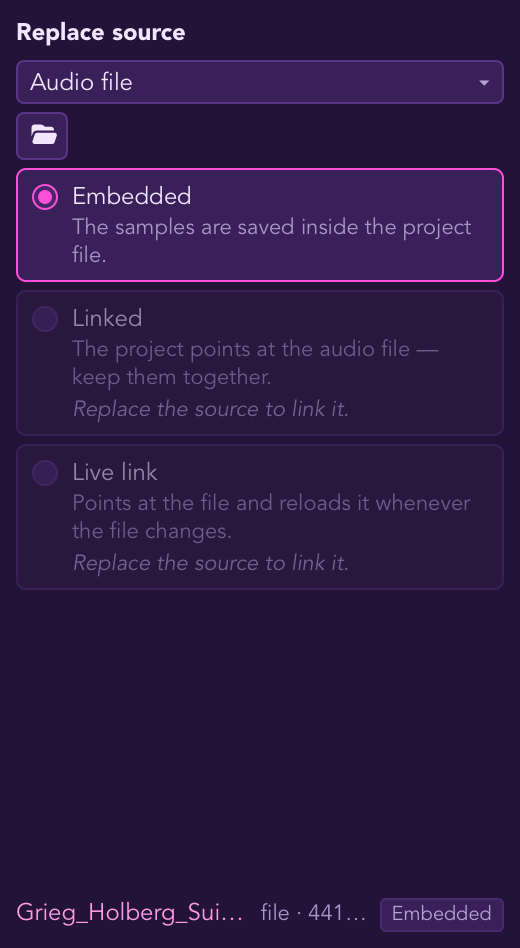 Replace source
Audio file
Embedded
The samples are saved inside the project
file.
Linked
The project points at the audio file —
keep them together.
Replace the source to link it.
Live link
Points at the file and reloads it whenever
the file changes.
Replace the source to link it.
Grieg_Holberg_Sui... file · 441... Embedded